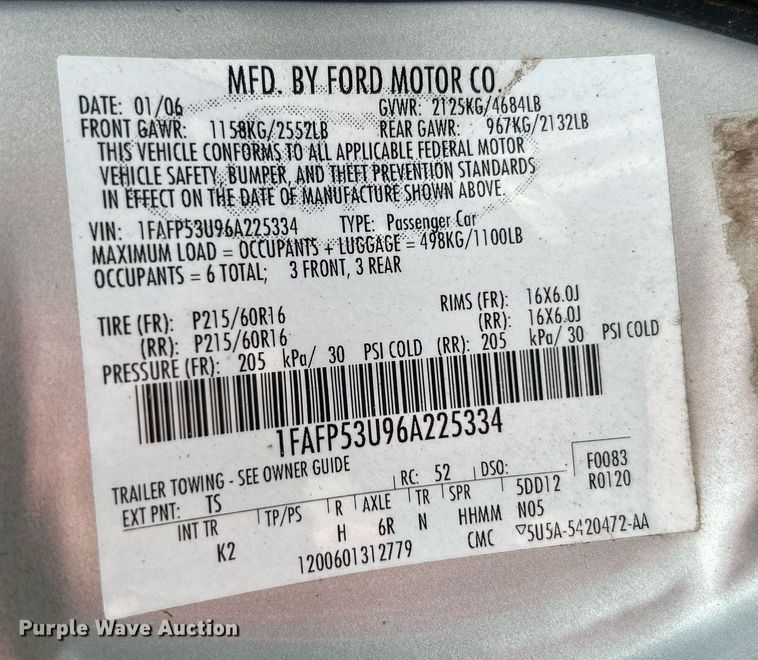 MFD. BY FORD MOTOR CO.
DATE: 01/06 GVWR: 2125KG/4684LB
FRONT GAWR: 1158KG/2552LB REAR GAWR: 967KG/2132LB
THIS VEHICLE CONFORMS TO ALL APPLICABLE FEDERAL MOTOR
VEHICLE SAFETY, BUMPER, AND THEFT PREVENTION STANDARDS
IN EFFECT ON THE DATE OF MANUFACTURE SHOWN ABOVE.
VIN: 1FAFP53U96A225334 TYPE: Passenger Car
MAXIMUM LOAD = OCCUPANTS + LUGGAGE = 498KG/1100LB
OCCUPANTS = 6 TOTAL; 3 FRONT, 3 REAR
TIRE (FR): P215/60R16 RIMS (FR): 16X6.0J
(RR): P215/60R16 (RR): 16X6.0J
PRESSURE (FR): 205 kPa/ 30 PSI COLD (RR): 205 kPa/ 30 PSI COLD
1FAFP53U96A225334
TRAILER TOWING - SEE OWNER GUIDE
EXT PNT: TS RC: 52 DSO: F0083
INT TR TP/PS R AXLE TR SPR 5DD12 R0120
K2 H 6R N HHMM N05
1200601312779 CMC 5U5A-5420472-AA
Purple Wave Auction